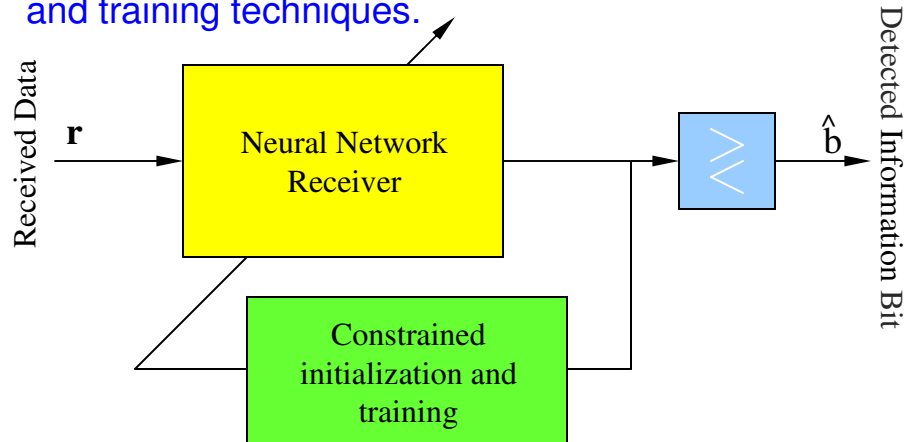 and training techniques.
Received Data
r
Neural Network
Receiver
≷
b̂
Detected Information Bit
Constrained
initialization and
training